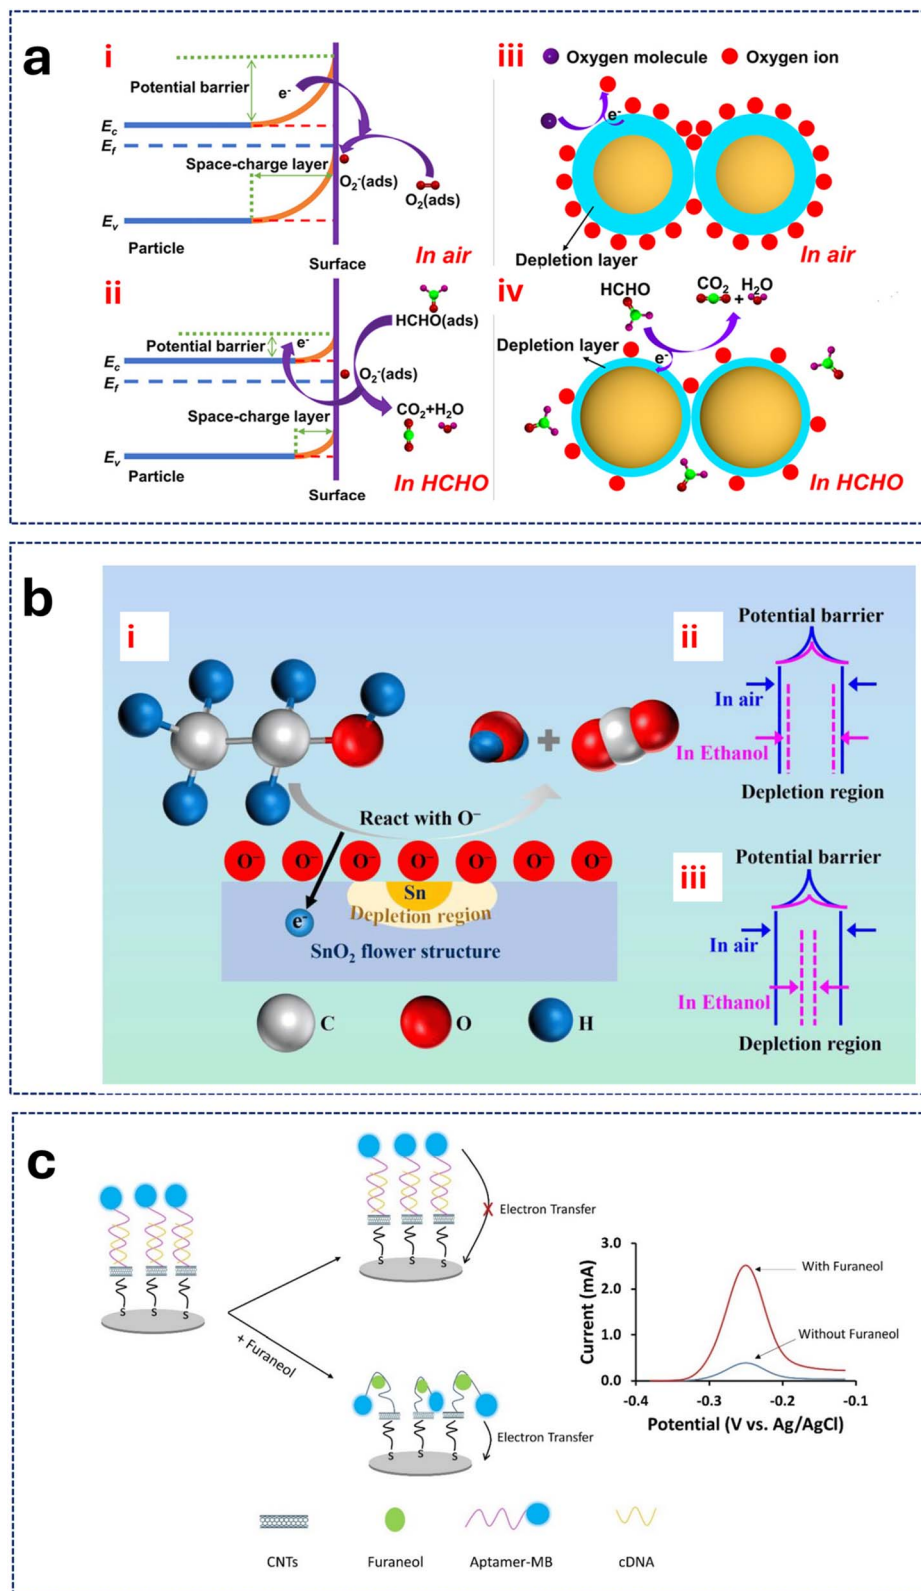 a
i
Potential barrier
e-
Ec
Ef
Space-charge layer
O2-(ads)
O2(ads)
Ev
Particle
Surface
In air
iii
Oxygen molecule
Oxygen ion
e-
Depletion layer
In air
ii
HCHO(ads)
Potential barrier
e-
Ec
Ef
O2-(ads)
CO2+H2O
Space-charge layer
Ev
Particle
Surface
In HCHO
iv
HCHO
CO2 + H2O
Depletion layer
e-
In HCHO
b
i
+
React with O−
O− O− O− O− O− O− O−
Sn
Depletion region
e-
SnO2 flower structure
C
O
H
ii
Potential barrier
In air
In Ethanol
Depletion region
iii
Potential barrier
In air
In Ethanol
Depletion region
c
S S S
+ Furaneol
S S S
X
Electron Transfer
S S S
Electron Transfer
Current (mA)
3.0
2.0
1.0
0.0
With Furaneol
Without Furaneol
-0.4 -0.3 -0.2 -0.1
Potential (V vs. Ag/AgCl)
CNTs
Furaneol
Aptamer-MB
cDNA